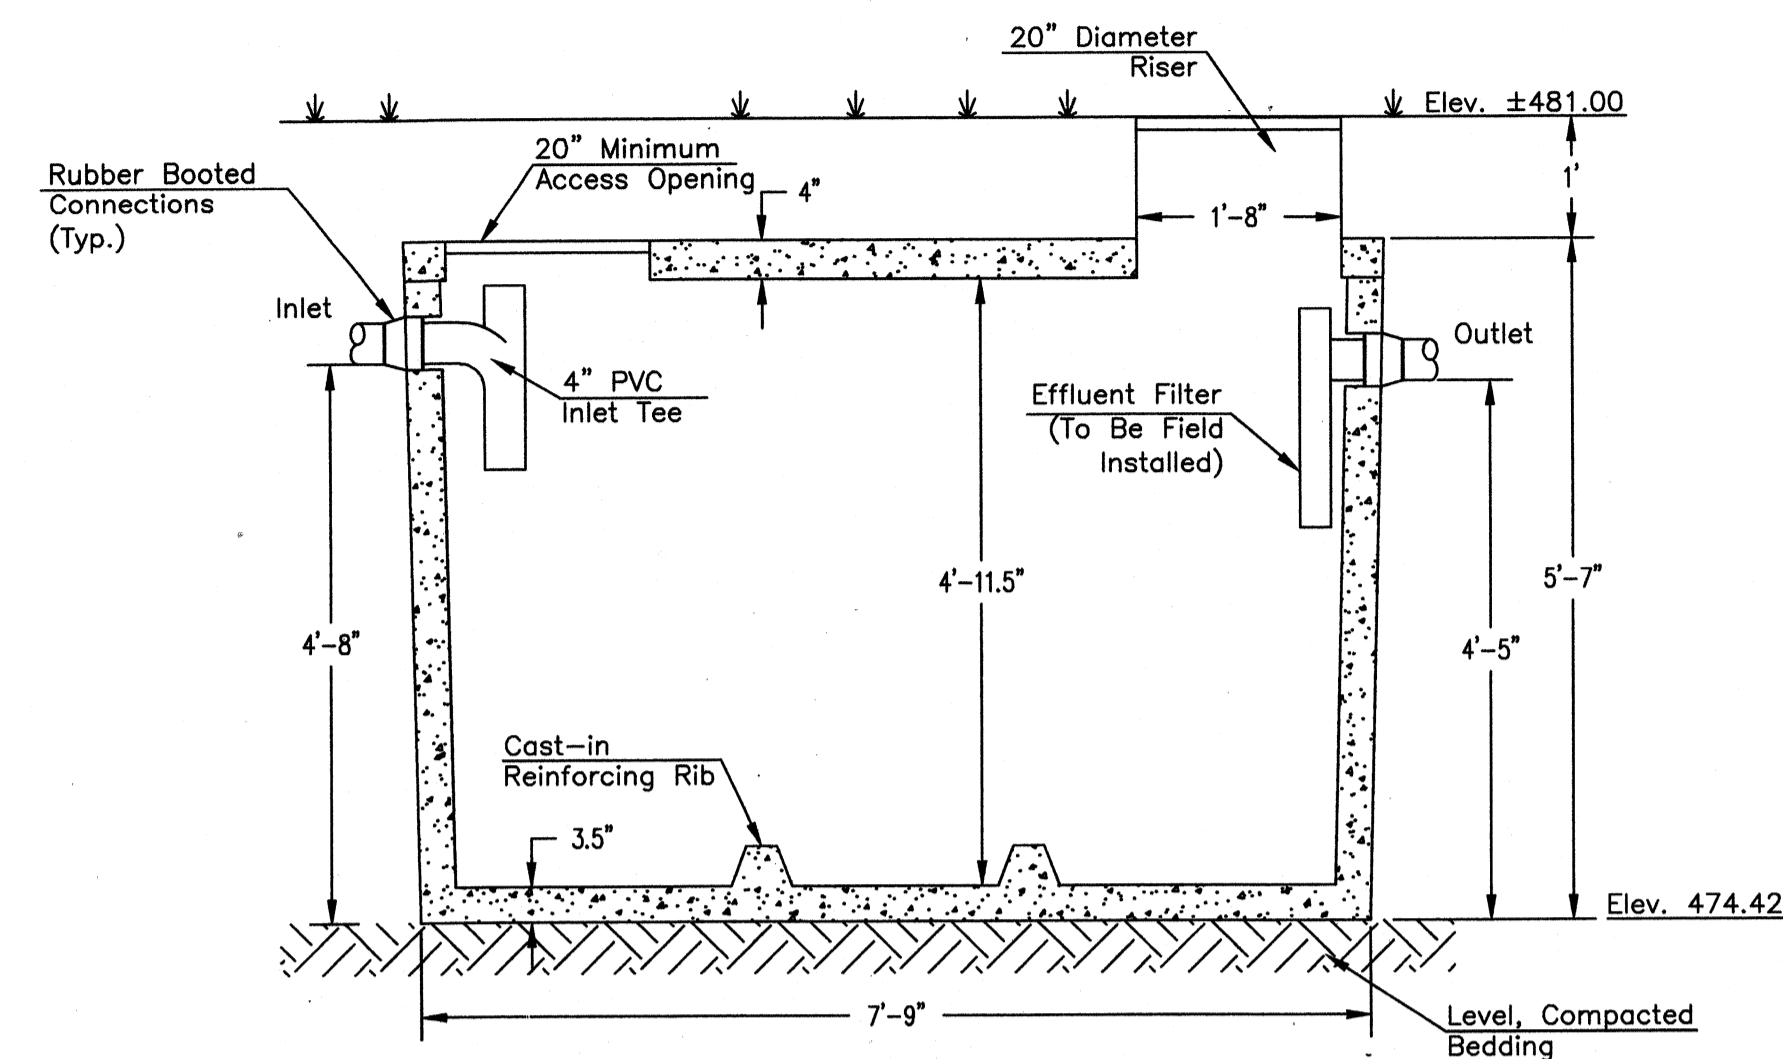 20” Diameter
Riser
Elev. ±481.00
20” Minimum
Access Opening
Rubber Booted
Connections
(Typ.)
4”
1'
1'-8”
Inlet
Outlet
4” PVC
Inlet Tee
Effluent Filter
(To Be Field
Installed)
4'-11.5”
5'-7”
4'-8”
4'-5”
Cast-in
Reinforcing Rib
3.5”
Elev. 474.42
7'-9”
Level, Compacted
Bedding